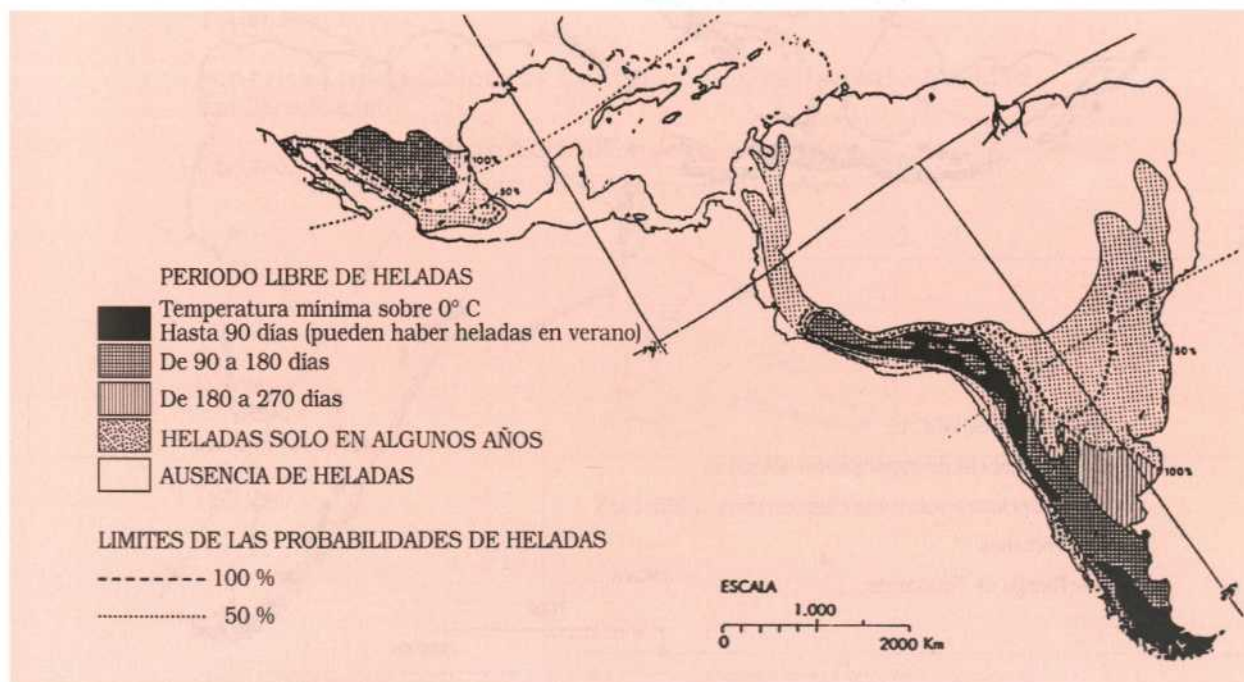 100%
50%
PERIODO LIBRE DE HELADAS
Temperatura mínima sobre 0° C
Hasta 90 días (pueden haber heladas en verano)
De 90 a 180 días
De 180 a 270 días
HELADAS SOLO EN ALGUNOS AÑOS
AUSENCIA DE HELADAS
50%
100%
LIMITES DE LAS PROBABILIDADES DE HELADAS
100 %
50 %
ESCALA
1.000
0
2000 Km